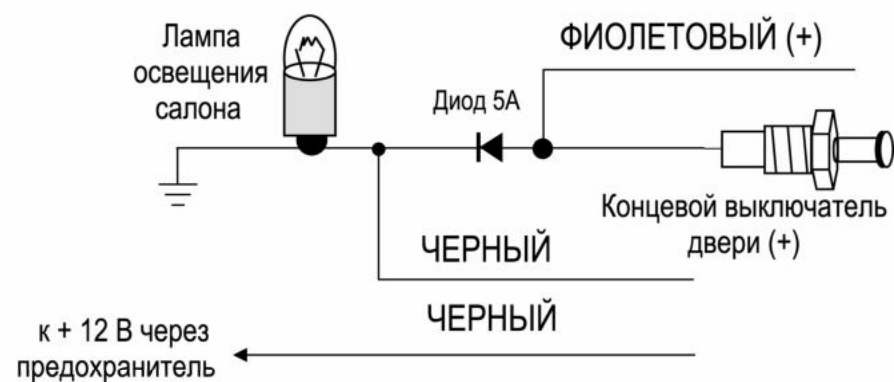 Лампа
освещения
салона
ФИОЛЕТОВЫЙ (+)
Диод 5А
Концевой выключатель
двери (+)
ЧЕРНЫЙ
ЧЕРНЫЙ
к + 12 В через
предохранитель